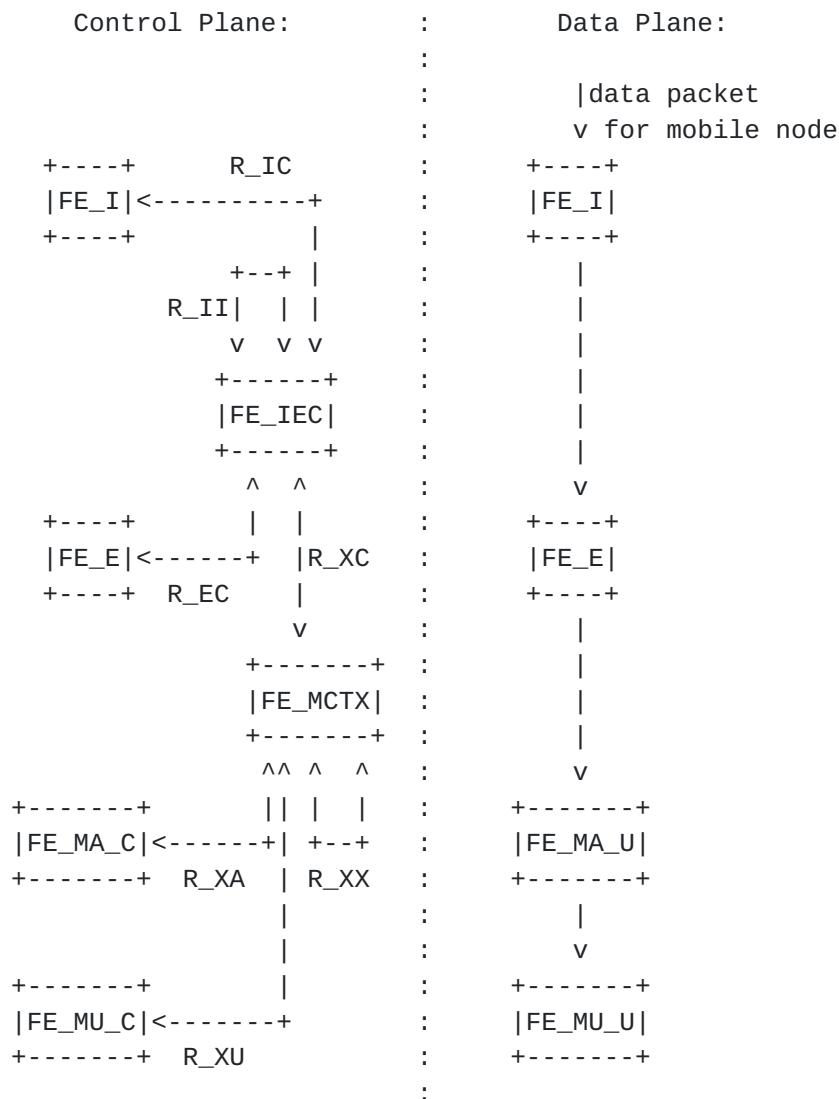 Control Plane:          :        Data Plane:
                        :
                        :         |data packet
                        :         v for mobile node
  +----+      R_IC        :      +----+
  |FE_I|<----------+      :      |FE_I|
  +----+           |      :      +----+
              +--+ |      :         |
          R_II|  | |      :         |
              v  v v      :         |
             +------+     :         |
             |FE_IEC|     :         |
             +------+     :         |
               ^  ^       :         v
  +----+       |  |       :      +----+
  |FE_E|<------+  |R_XC   :      |FE_E|
  +----+  R_EC    |       :      +----+
                  v       :         |
               +-------+  :         |
               |FE_MCTX|  :         |
               +-------+  :         |
                ^^ ^  ^   :         v
+-------+       || |  |   :     +-------+
|FE_MA_C|<------+| +--+   :     |FE_MA_U|
+-------+  R_XA  | R_XX   :     +-------+
                 |        :         |
                 |        :         v
+-------+        |        :     +-------+
|FE_MU_C|<-------+        :     |FE_MU_U|
+-------+  R_XU           :     +-------+
                          :